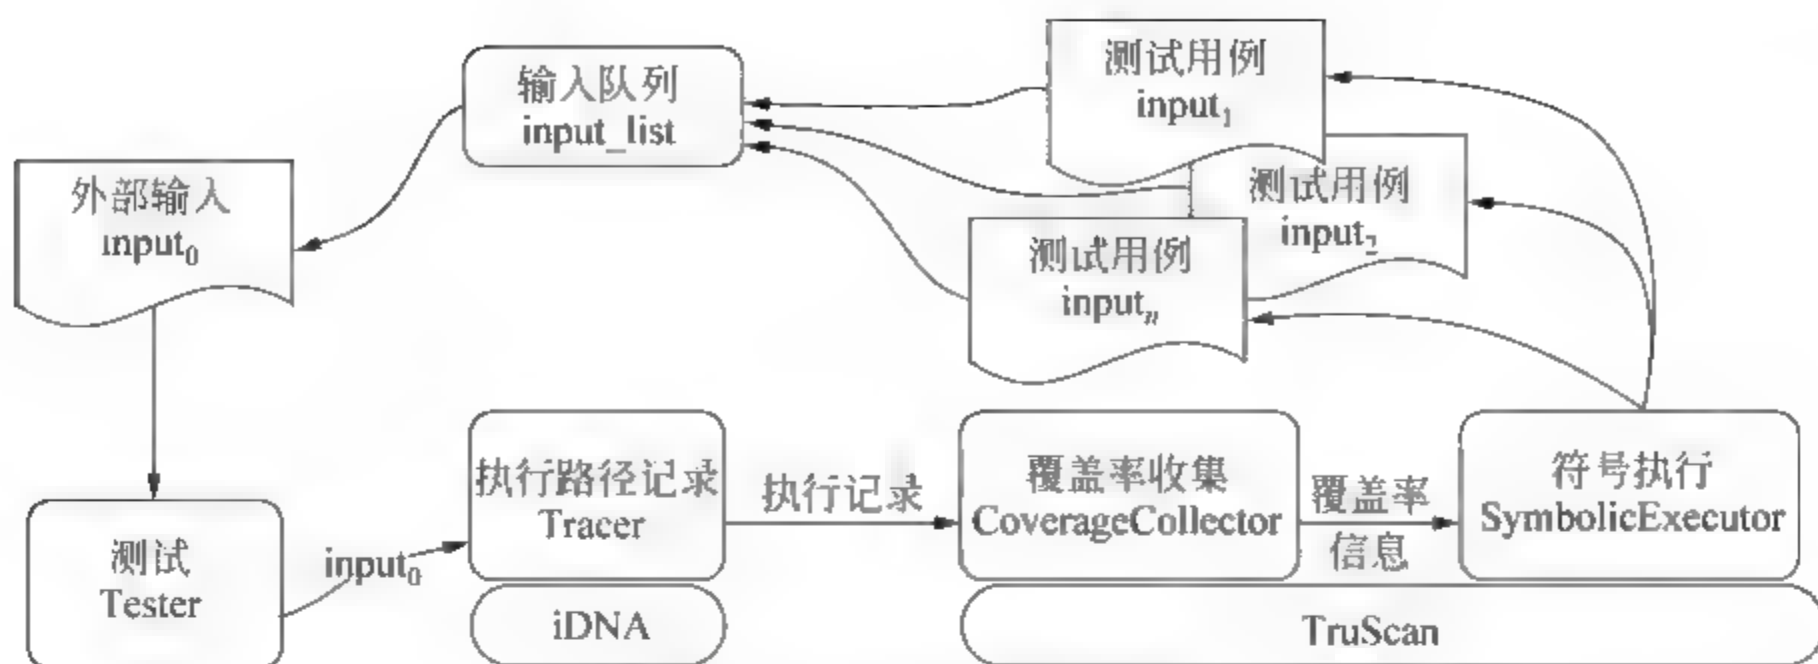 测试用例
input₁
输入队列
input_list
外部输入
input₀
测试用例
input₂
测试用例
inputₙ
执行路径记录
Tracer
执行记录
覆盖率收集
CoverageCollector
覆盖率
信息
符号执行
SymbolicExecutor
测试
Tester
input₀
iDNA
TruScan